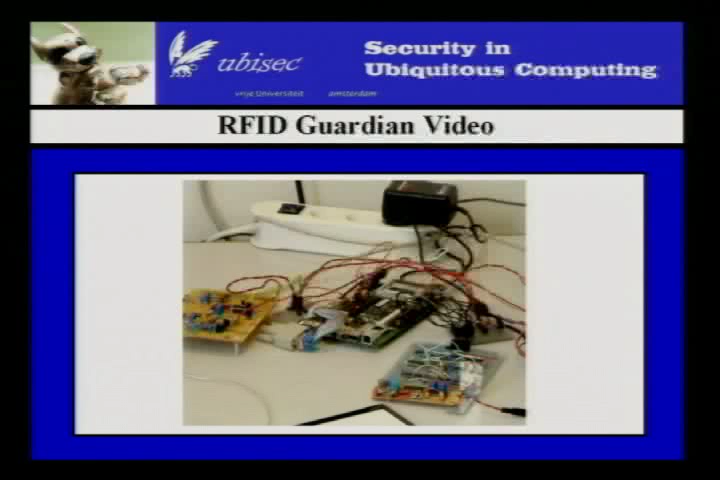 ubisec
Security in
Ubiquitous Computing
vrije Universiteit amsterdam
RFID Guardian Video